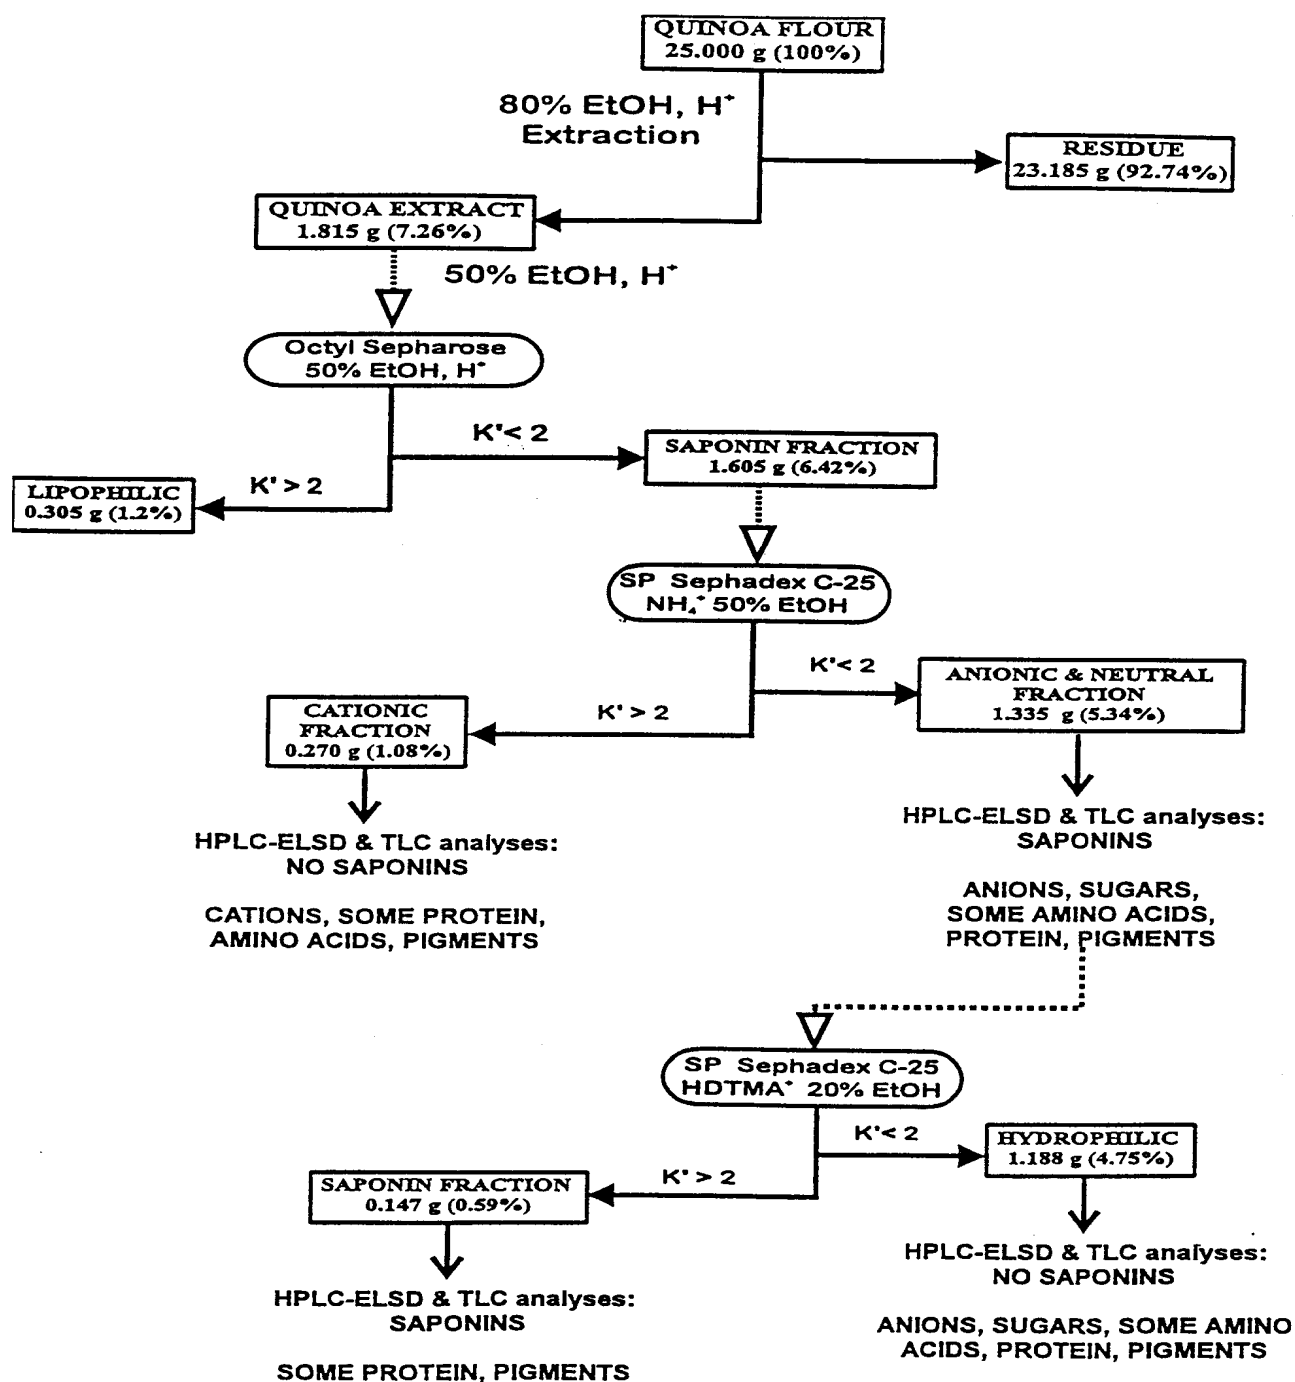 QUINOA FLOUR
25.000 g (100%)
80% EtOH, H⁺
Extraction
RESIDUE
23.185 g (92.74%)
QUINOA EXTRACT
1.815 g (7.26%)
50% EtOH, H⁺
Octyl Sepharose
50% EtOH, H⁺
K'< 2
SAPONIN FRACTION
1.605 g (6.42%)
K' > 2
LIPOPHILIC
0.305 g (1.2%)
SP Sephadex C-25
NH₄⁺ 50% EtOH
K'< 2
ANIONIC & NEUTRAL
FRACTION
1.335 g (5.34%)
K' > 2
CATIONIC
FRACTION
0.270 g (1.08%)
HPLC-ELSD & TLC analyses:
SAPONINS
ANIONS, SUGARS,
SOME AMINO ACIDS,
PROTEIN, PIGMENTS
HPLC-ELSD & TLC analyses:
NO SAPONINS
CATIONS, SOME PROTEIN,
AMINO ACIDS, PIGMENTS
SP Sephadex C-25
HDTMA⁺ 20% EtOH
K'< 2
HYDROPHILIC
1.188 g (4.75%)
K' > 2
SAPONIN FRACTION
0.147 g (0.59%)
HPLC-ELSD & TLC analyses:
NO SAPONINS
ANIONS, SUGARS, SOME AMINO
ACIDS, PROTEIN, PIGMENTS
HPLC-ELSD & TLC analyses:
SAPONINS
SOME PROTEIN, PIGMENTS